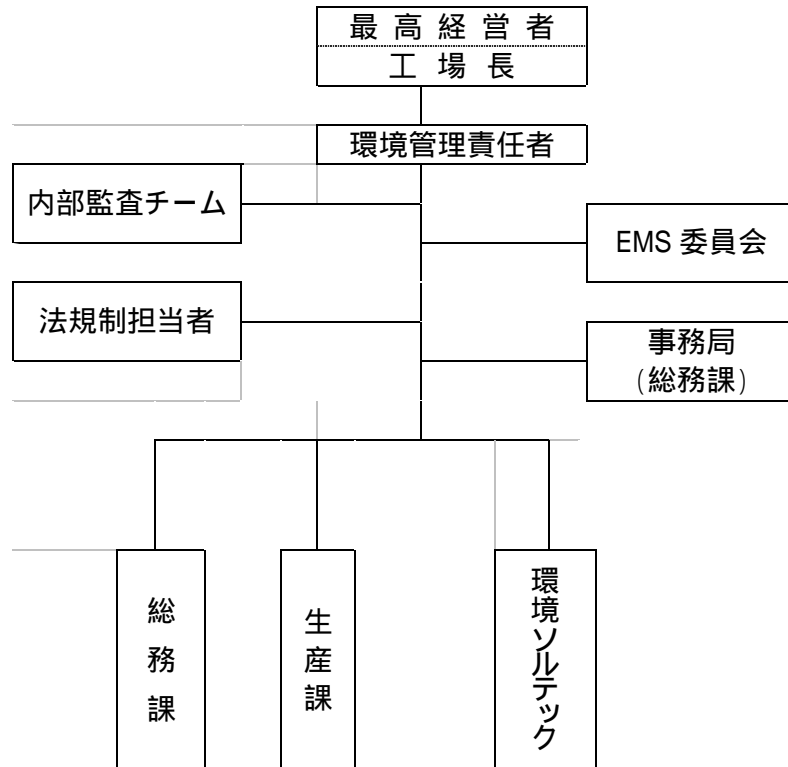 最高経営者
工場長
環境管理責任者
内部監査チーム
EMS 委員会
法規制担当者
事務局
(総務課)
総務課
生産課
環境ソルテック